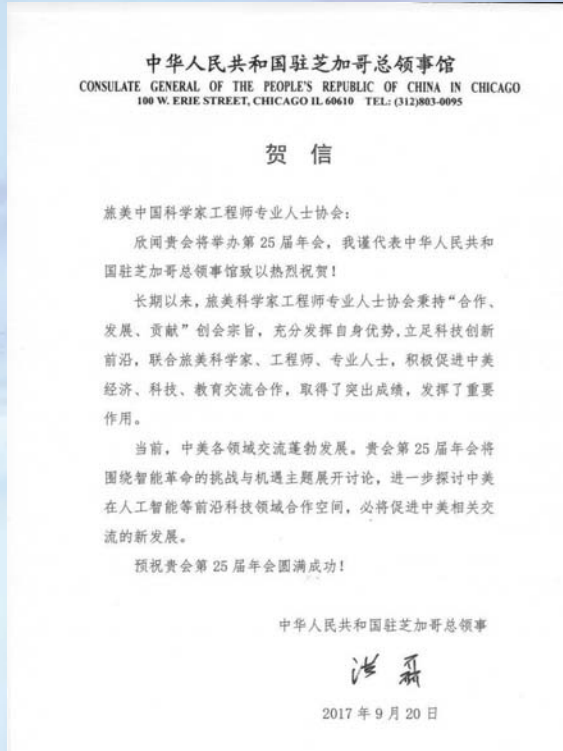 中华人民共和国驻芝加哥总领事馆
CONSULATE GENERAL OF THE PEOPLE'S REPUBLIC OF CHINA IN CHICAGO
100 W. ERIE STREET, CHICAGO IL 60610 TEL: (312)803-0095
贺 信
旅美中国科学家工程师专业人士协会：
欣闻贵会将举办第 25 届年会，我谨代表中华人民共和
国驻芝加哥总领事馆致以热烈祝贺！
长期以来，旅美科学家工程师专业人士协会秉持“合作、
发展、贡献”创会宗旨，充分发挥自身优势，立足科技创新
前沿，联合旅美科学家、工程师、专业人士，积极促进中美
经济、科技、教育交流合作，取得了突出成绩，发挥了重要
作用。
当前，中美各领域交流蓬勃发展。贵会第 25 届年会将
围绕智能革命的挑战与机遇主题展开讨论，进一步探讨中美
在人工智能等前沿科技领域合作空间，必将促进中美相关交
流的新发展。
预祝贵会第 25 届年会圆满成功！
中华人民共和国驻芝加哥总领事
洪磊
2017 年 9 月 20 日